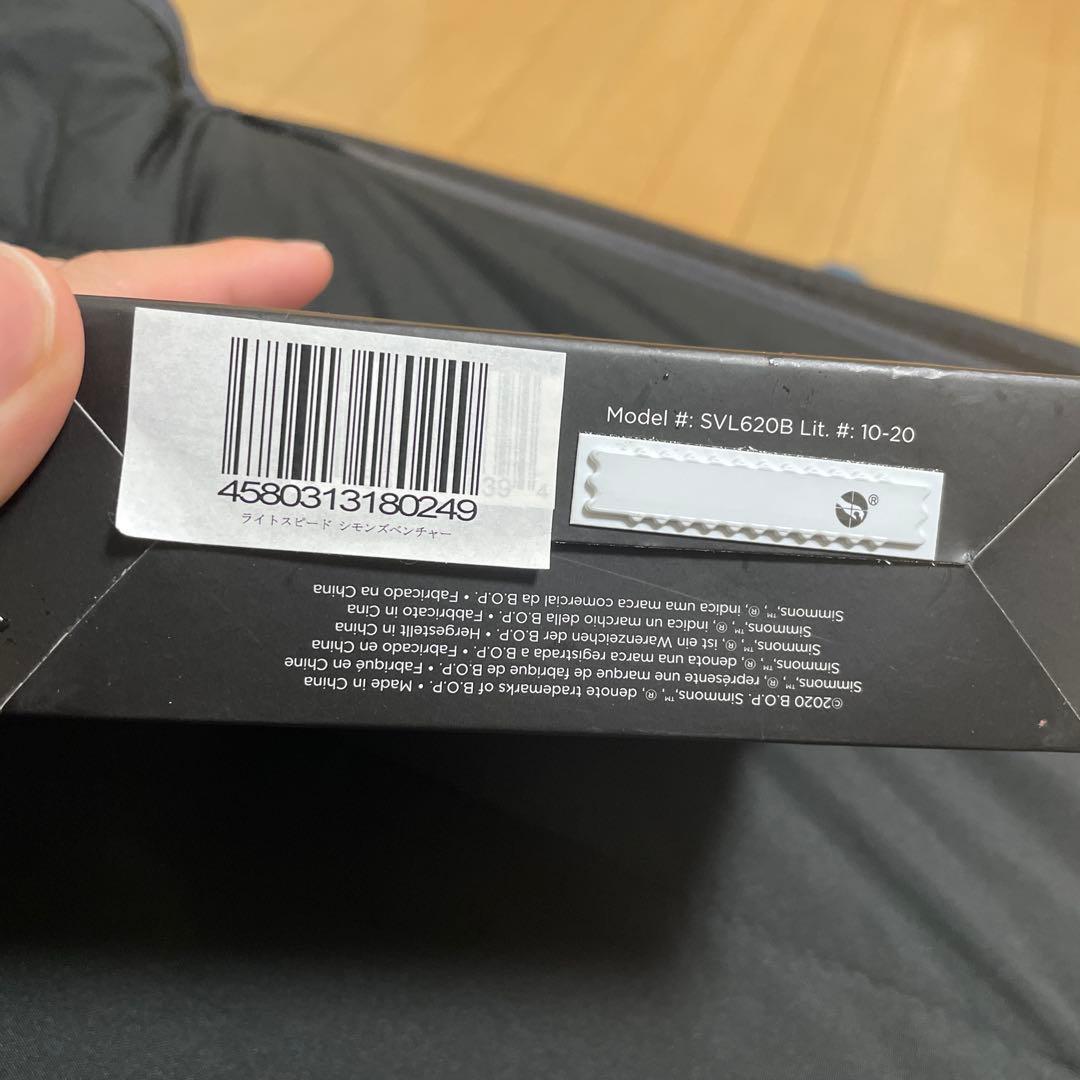 4580313180249
ライトスピード シモンズベンチャー
39 4
Model #: SVL620B Lit. #: 10-20
®
©2020 B.O.P. Simmons,™, ®, denote trademarks of B.O.P. • Made in China
Simmons,™, ®, représente une marque de fabrique de B.O.P. • Fabriqué en Chine
Simmons,™, ®, denota una marca registrada a B.O.P. • Fabricado en China
Simmons,™, ®, ist ein Warenzeichen der B.O.P. • Hergestellt in China
Simmons,™, ®, indica un marchio della B.O.P. • Fabbricato in Cina
Simmons,™, ®, indica uma marca comercial da B.O.P. • Fabricado na China